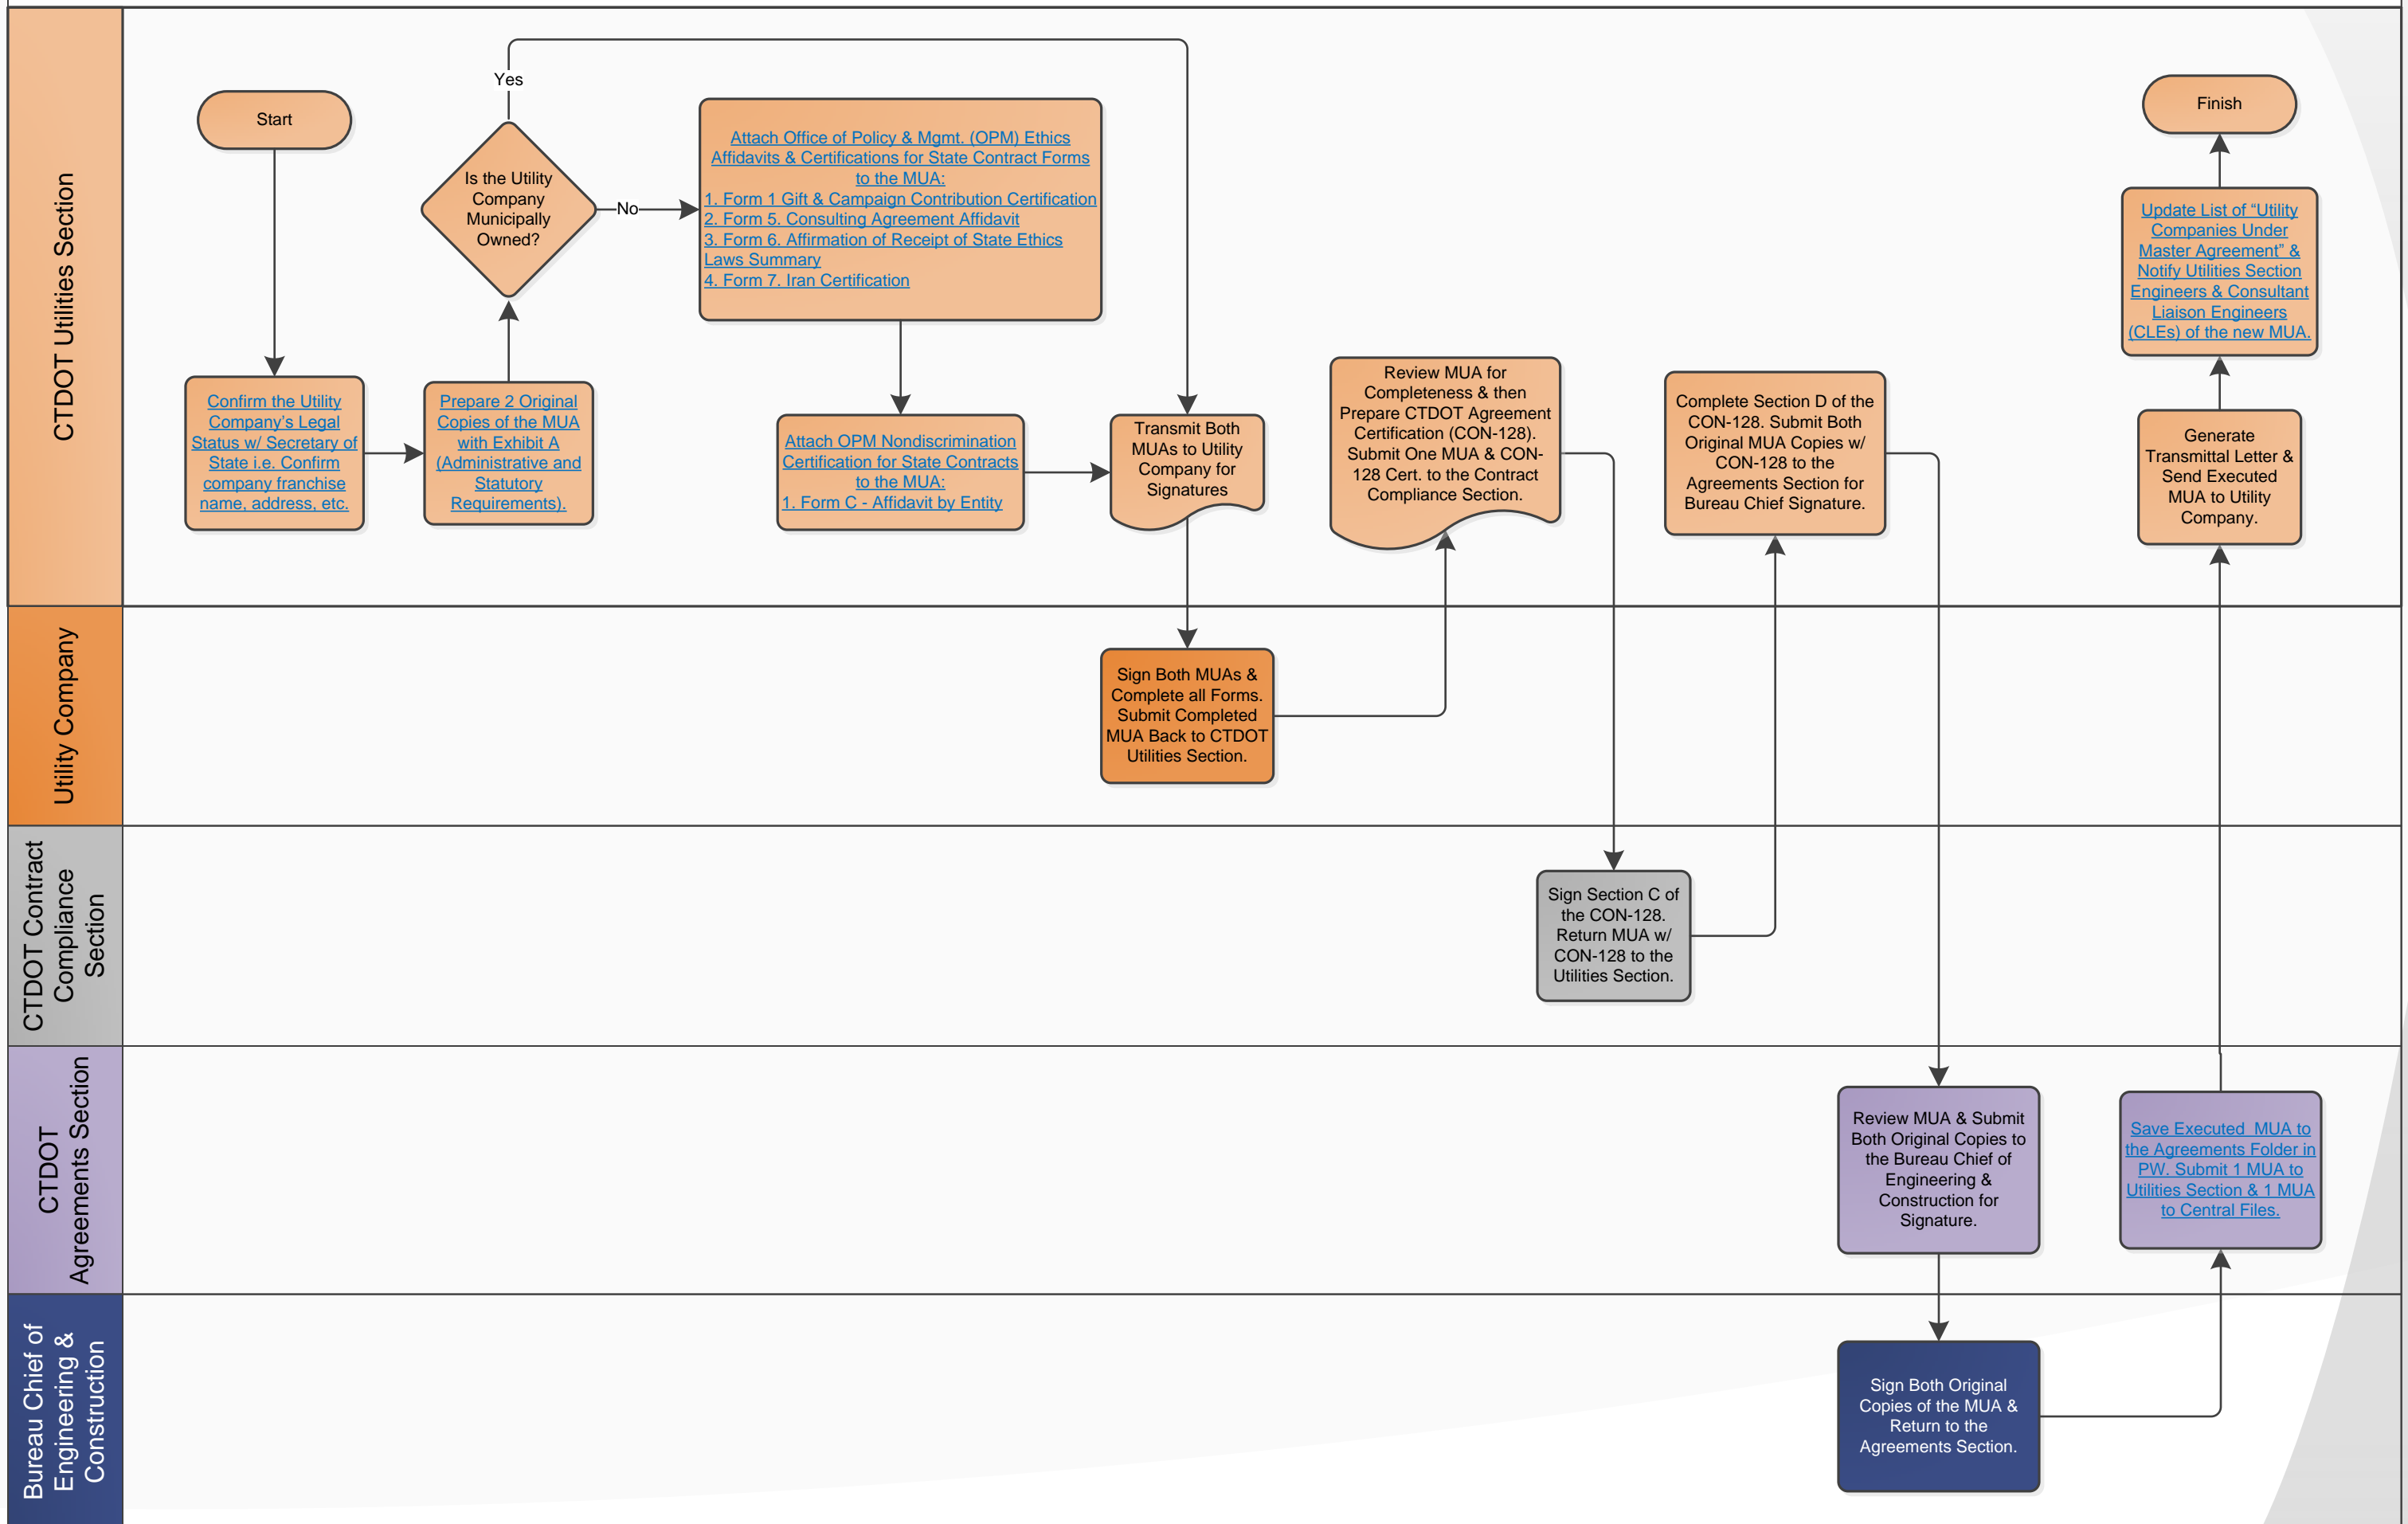 CTDOT Utilities Section
Start
Confirm the Utility
Company's Legal
Status w/ Secretary of
State i.e. Confirm
company franchise
name, address, etc.
Prepare 2 Original
Copies of the MUA
with Exhibit A
(Administrative and
Statutory
Requirements).
Is the Utility
Company
Municipally
Owned?
Yes
No
Attach Office of Policy & Mgmt. (OPM) Ethics
Affidavits & Certifications for State Contract Forms
to the MUA:
1. Form 1 Gift & Campaign Contribution Certification
2. Form 5. Consulting Agreement Affidavit
3. Form 6. Affirmation of Receipt of State Ethics
Laws Summary
4. Form 7. Iran Certification
Attach OPM Nondiscrimination
Certification for State Contracts
to the MUA:
1. Form C - Affidavit by Entity
Transmit Both
MUAs to Utility
Company for
Signatures
Review MUA for
Completeness & then
Prepare CTDOT Agreement
Certification (CON-128).
Submit One MUA & CON-
128 Cert. to the Contract
Compliance Section.
Complete Section D of the
CON-128. Submit Both
Original MUA Copies w/
CON-128 to the
Agreements Section for
Bureau Chief Signature.
Finish
Update List of “Utility
Companies Under
Master Agreement” &
Notify Utilities Section
Engineers & Consultant
Liaison Engineers
(CLEs) of the new MUA.
Generate
Transmittal Letter &
Send Executed
MUA to Utility
Company.
Utility Company
Sign Both MUAs &
Complete all Forms.
Submit Completed
MUA Back to CTDOT
Utilities Section.
CTDOT Contract
Compliance
Section
Sign Section C of
the CON-128.
Return MUA w/
CON-128 to the
Utilities Section.
CTDOT
Agreements Section
Review MUA & Submit
Both Original Copies to
the Bureau Chief of
Engineering &
Construction for
Signature.
Save Executed  MUA to
the Agreements Folder in
PW. Submit 1 MUA to
Utilities Section & 1 MUA
to Central Files.
Bureau Chief of
Engineering &
Construction
Sign Both Original
Copies of the MUA &
Return to the
Agreements Section.